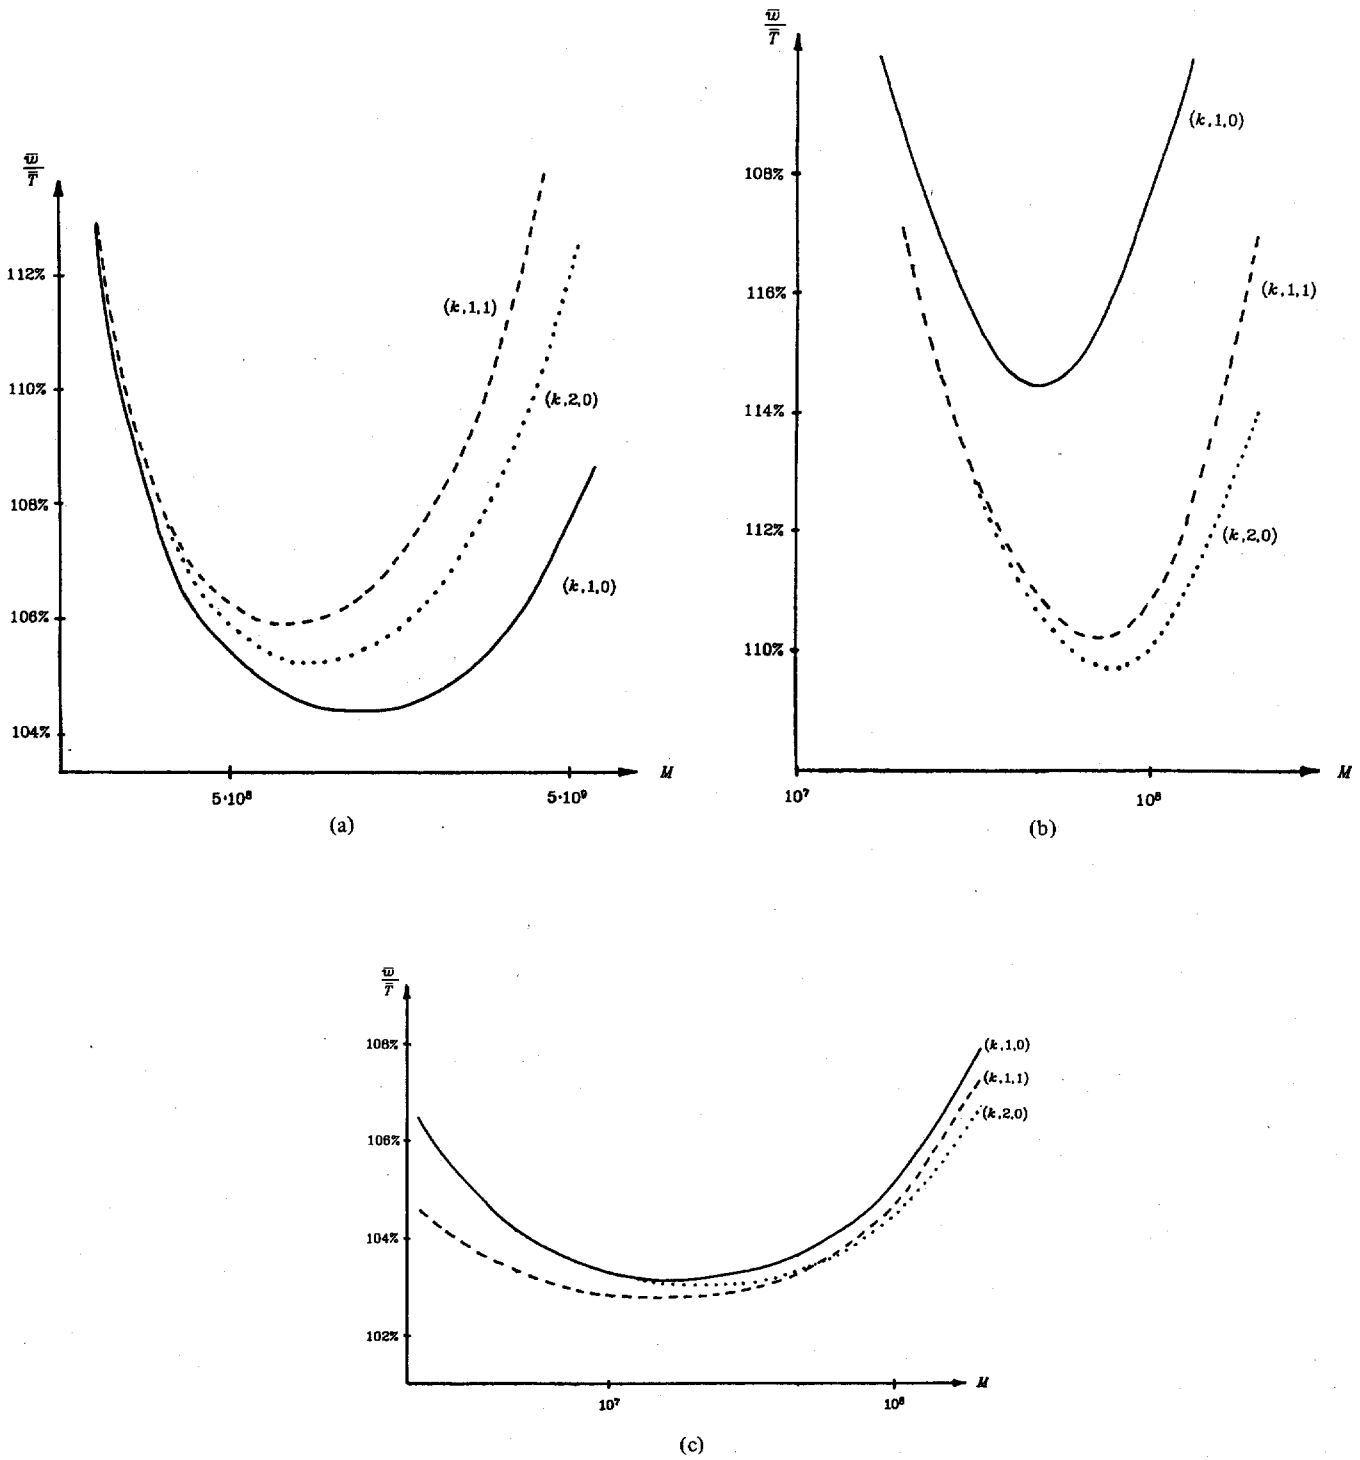 w̅
T̿
112%
110%
108%
106%
104%
(k,1,1)
(k,2,0)
(k,1,0)
5·10⁸
5·10⁹
M
(a)
w̅
T̿
108%
116%
114%
112%
110%
(k,1,0)
(k,1,1)
(k,2,0)
10⁷
10⁸
M
(b)
w̅
T̿
108%
106%
104%
102%
(k,1,0)
(k,1,1)
(k,2,0)
10⁷
10⁸
M
(c)